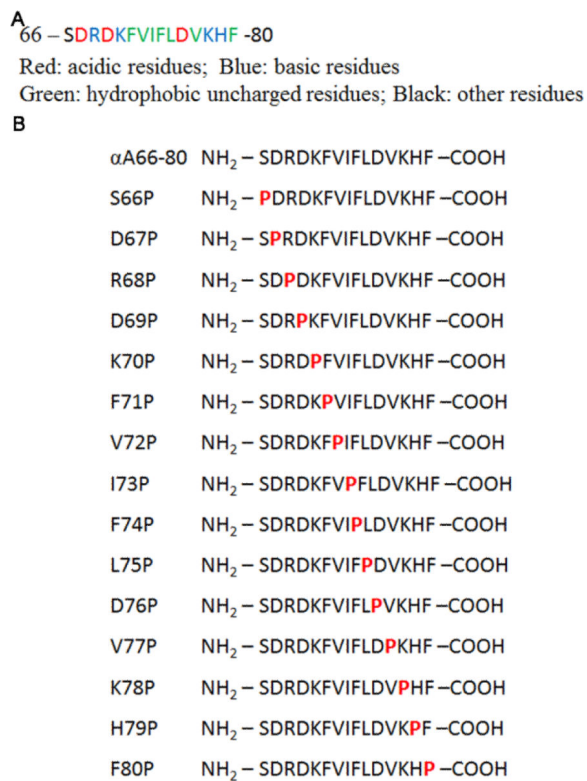 A
66 – SDRDKFVIFLDVKHF -80
Red: acidic residues; Blue: basic residues
Green: hydrophobic uncharged residues; Black: other residues
B
αA66-80 NH₂ – SDRDKFVIFLDVKHF –COOH
S66P NH₂ – PDRDKFVIFLDVKHF –COOH
D67P NH₂ – SPRDKFVIFLDVKHF –COOH
R68P NH₂ – SDPDKFVIFLDVKHF –COOH
D69P NH₂ – SDRPKFVIFLDVKHF –COOH
K70P NH₂ – SDRDPFVIFLDVKHF –COOH
F71P NH₂ – SDRDKPVIFLDVKHF –COOH
V72P NH₂ – SDRDKFPIFLDVKHF –COOH
I73P NH₂ – SDRDKFVPFLDVKHF –COOH
F74P NH₂ – SDRDKFVIPLDVKHF –COOH
L75P NH₂ – SDRDKFVIFPDVKHF –COOH
D76P NH₂ – SDRDKFVIFLPVKHF –COOH
V77P NH₂ – SDRDKFVIFLDPKHF –COOH
K78P NH₂ – SDRDKFVIFLDVPHF –COOH
H79P NH₂ – SDRDKFVIFLDVKPF –COOH
F80P NH₂ – SDRDKFVIFLDVKHP –COOH